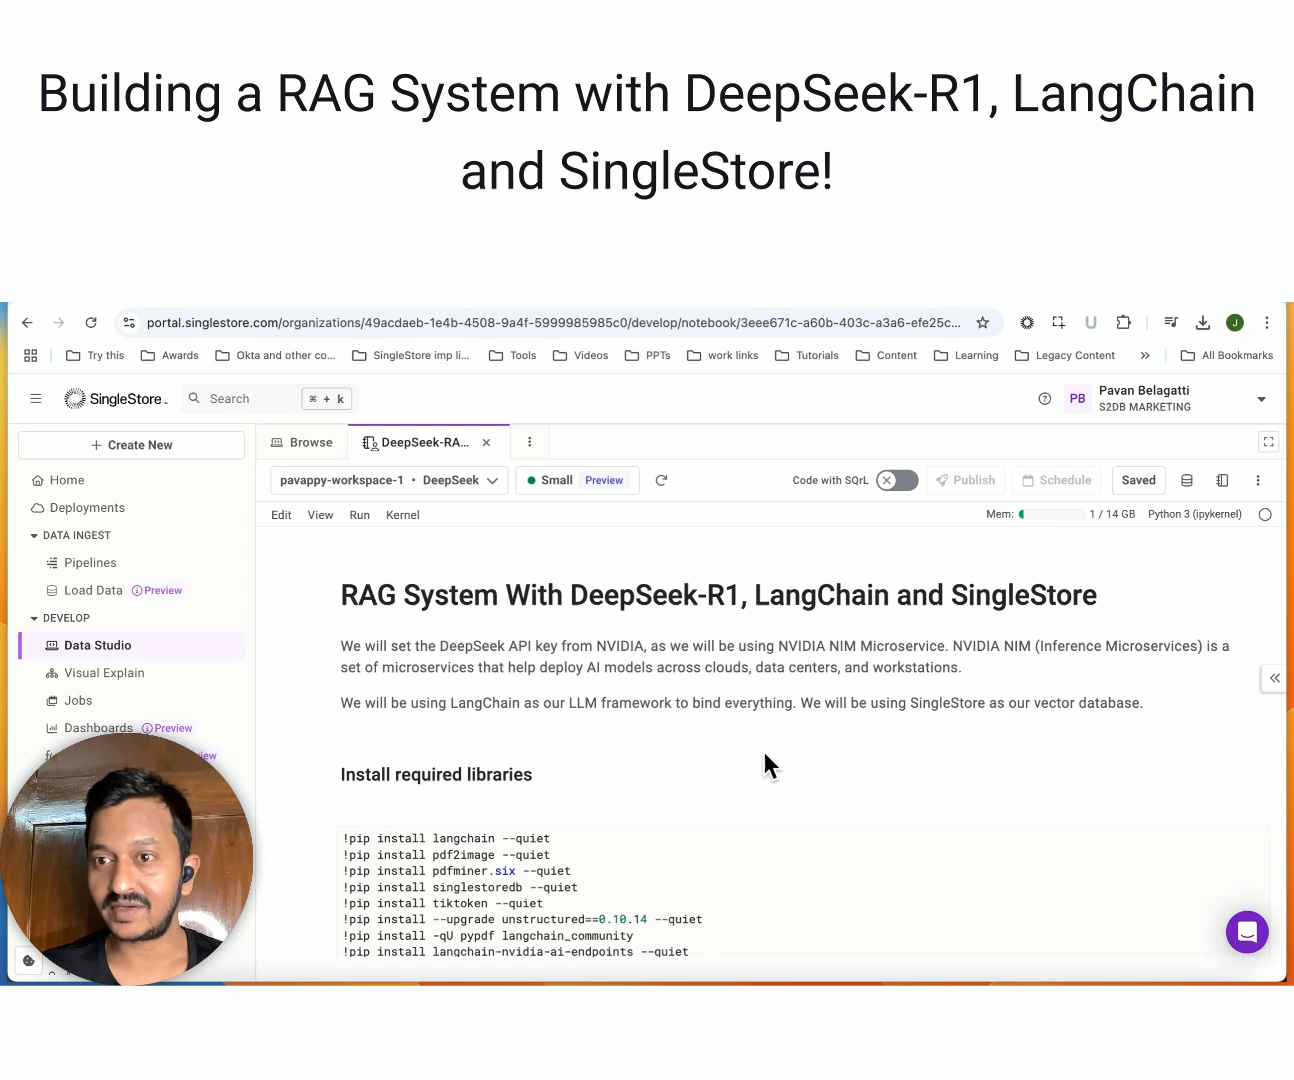 Building a RAG System with DeepSeek-R1, LangChain
and SingleStore!
portal.singlestore.com/organizations/49acdaeb-1e4b-4508-9a4f-5999985985c0/develop/notebook/3eee671c-a60b-403c-a3a6-efe25c...
J
Try this Awards Okta and other co... SingleStore imp li... Tools Videos PPTs work links Tutorials Content Learning Legacy Content » All Bookmarks
SingleStore Search ⌘ + k PB Pavan Belagatti
S2DB MARKETING
+ Create New
Browse DeepSeek-RA...
pavappy-workspace-1 • DeepSeek Small Preview Code with SQrL Publish Schedule Saved
Edit View Run Kernel Mem: 1 / 14 GB Python 3 (ipykernel)
Home
Deployments
DATA INGEST
Pipelines
Load Data Preview
DEVELOP
Data Studio
Visual Explain
Jobs
Dashboards Preview
RAG System With DeepSeek-R1, LangChain and SingleStore
We will set the DeepSeek API key from NVIDIA, as we will be using NVIDIA NIM Microservice. NVIDIA NIM (Inference Microservices) is a
set of microservices that help deploy AI models across clouds, data centers, and workstations.
We will be using LangChain as our LLM framework to bind everything. We will be using SingleStore as our vector database.
Install required libraries
!pip install langchain --quiet
!pip install pdf2image --quiet
!pip install pdfminer.six --quiet
!pip install singlestoredb --quiet
!pip install tiktoken --quiet
!pip install --upgrade unstructured==0.10.14 --quiet
!pip install -qU pypdf langchain_community
!pip install langchain-nvidia-ai-endpoints --quiet